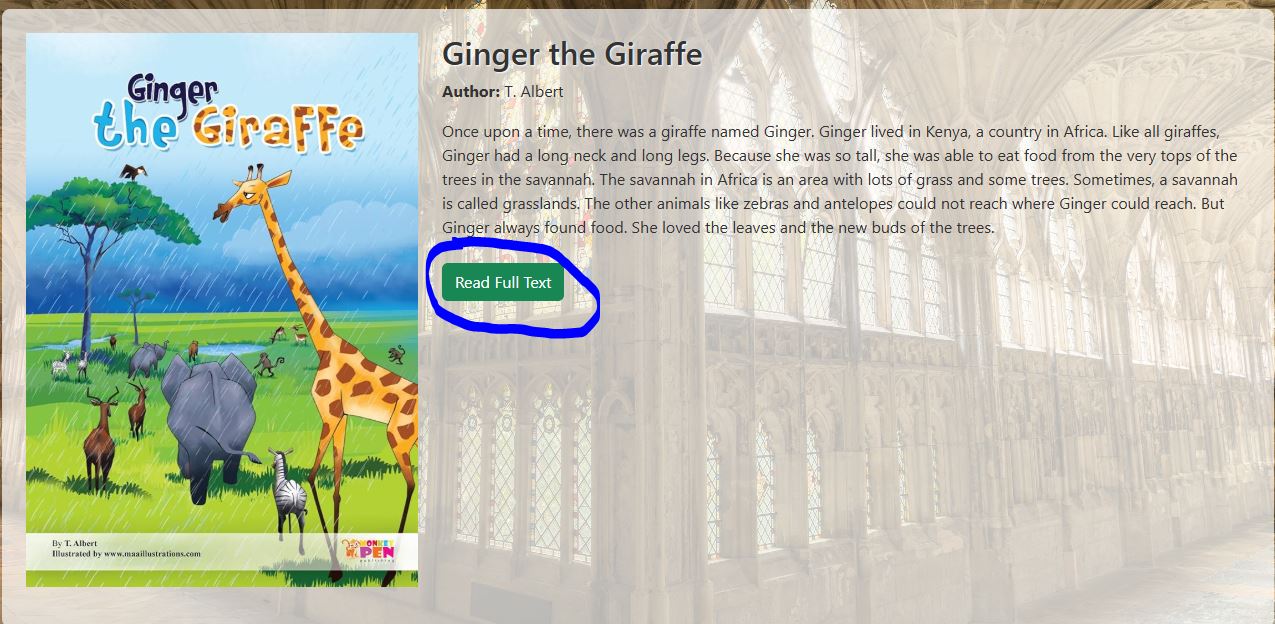 Ginger
the Giraffe
By T. Albert
Illustrated by www.maaillustrations.com
MONKEY
PEN
publishing
Ginger the Giraffe
Author: T. Albert
Once upon a time, there was a giraffe named Ginger. Ginger lived in Kenya, a country in Africa. Like all giraffes,
Ginger had a long neck and long legs. Because she was so tall, she was able to eat food from the very tops of the
trees in the savannah. The savannah in Africa is an area with lots of grass and some trees. Sometimes, a savannah
is called grasslands. The other animals like zebras and antelopes could not reach where Ginger could reach. But
Ginger always found food. She loved the leaves and the new buds of the trees.
Read Full Text